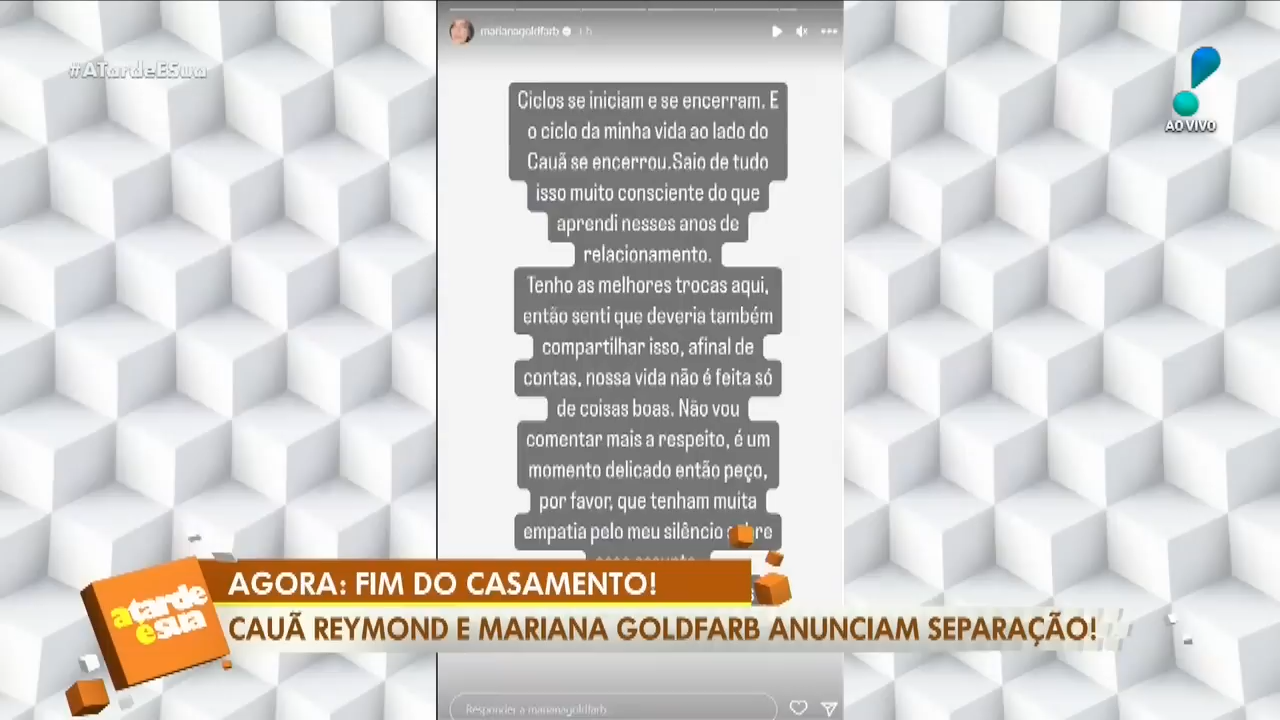 marianagoldfarb 1 h
#ATardeÉSua
AO VIVO
Ciclos se iniciam e se encerram. E
o ciclo da minha vida ao lado do
Cauã se encerrou.Saio de tudo
isso muito consciente do que
aprendi nesses anos de
relacionamento.
Tenho as melhores trocas aqui,
então senti que deveria também
compartilhar isso, afinal de
contas, nossa vida não é feita só
de coisas boas. Não vou
comentar mais a respeito, é um
momento delicado então peço,
por favor, que tenham muita
empatia pelo meu silêncio sobre
AGORA: FIM DO CASAMENTO!
a tarde
é sua
CAUÃ REYMOND E MARIANA GOLDFARB ANUNCIAM SEPARAÇÃO!
Responder a marianagoldfarb...